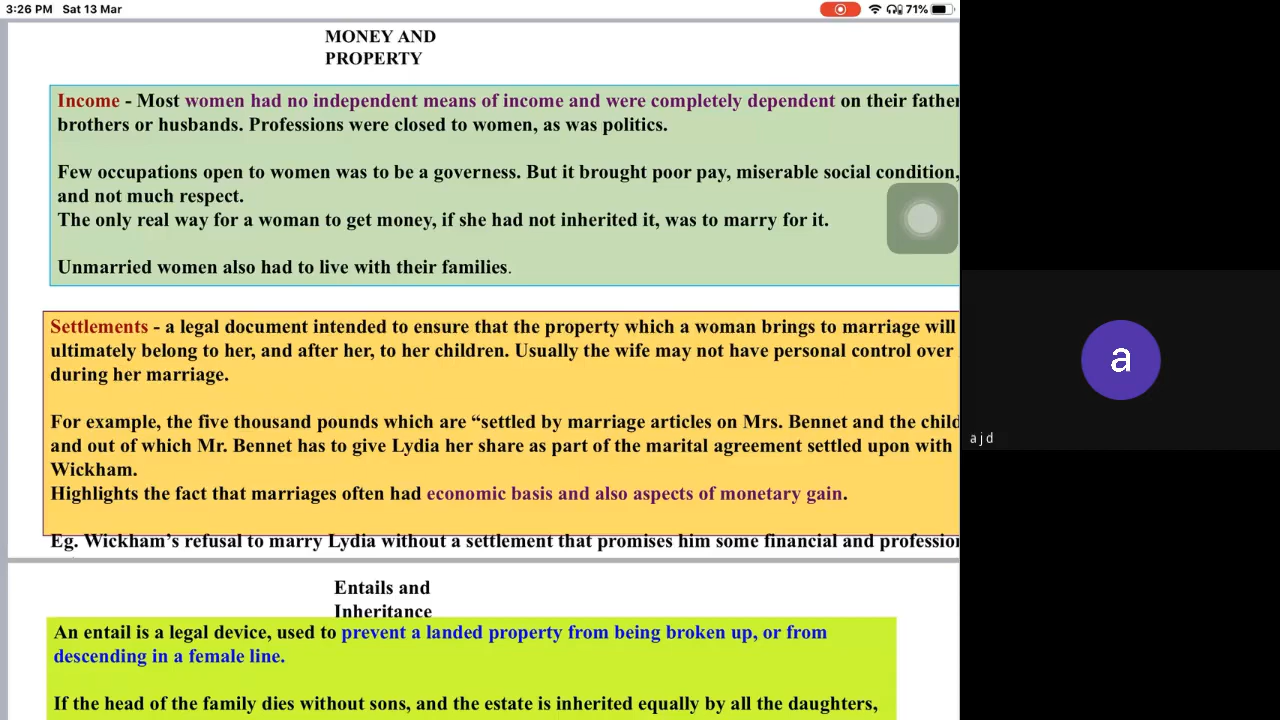 3:26 PM Sat 13 Mar
71%
MONEY AND
PROPERTY
Income - Most women had no independent means of income and were completely dependent on their father
brothers or husbands. Professions were closed to women, as was politics.
Few occupations open to women was to be a governess. But it brought poor pay, miserable social condition,
and not much respect.
The only real way for a woman to get money, if she had not inherited it, was to marry for it.
Unmarried women also had to live with their families.
Settlements - a legal document intended to ensure that the property which a woman brings to marriage will
ultimately belong to her, and after her, to her children. Usually the wife may not have personal control over
during her marriage.
For example, the five thousand pounds which are “settled by marriage articles on Mrs. Bennet and the child
and out of which Mr. Bennet has to give Lydia her share as part of the marital agreement settled upon with
Wickham.
Highlights the fact that marriages often had economic basis and also aspects of monetary gain.
Eg. Wickham’s refusal to marry Lydia without a settlement that promises him some financial and profession
Entails and
Inheritance
An entail is a legal device, used to prevent a landed property from being broken up, or from
descending in a female line.
If the head of the family dies without sons, and the estate is inherited equally by all the daughters,
a
ajd